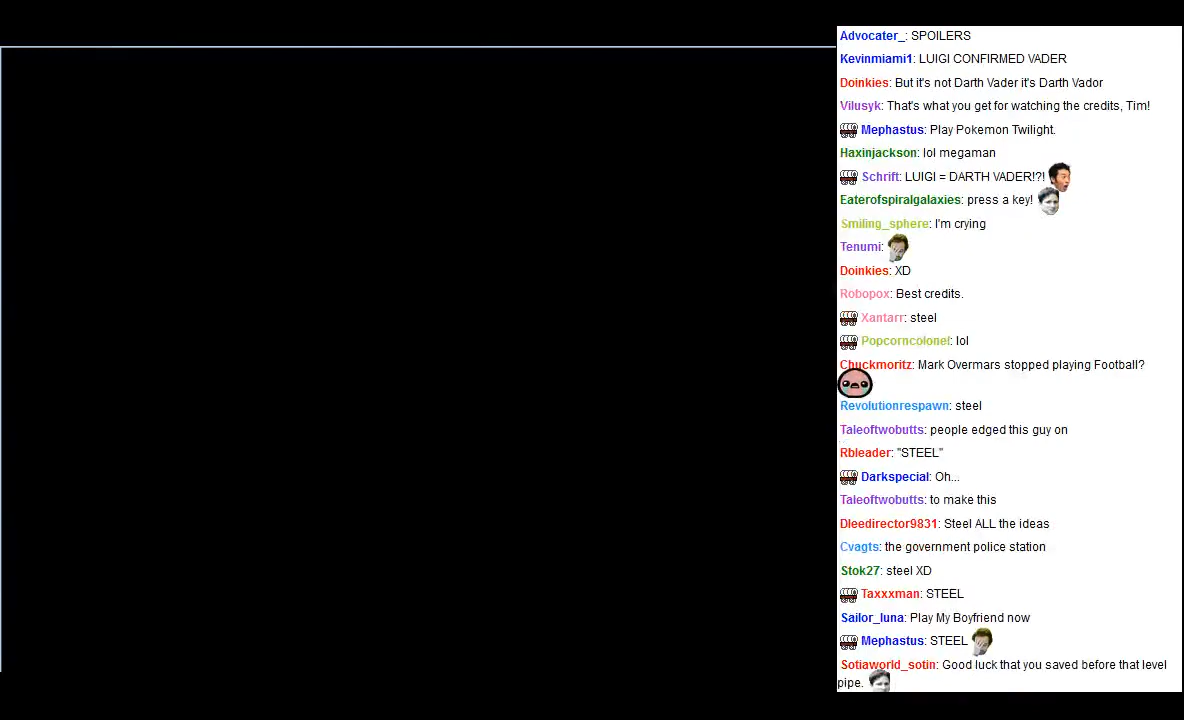 Advocater_: SPOILERS
Kevinmiami1: LUIGI CONFIRMED VADER
Doinkies: But it's not Darth Vader it's Darth Vador
Vilusyk: That's what you get for watching the credits, Tim!
Mephastus: Play Pokemon Twilight.
Haxinjackson: lol megaman
Schrift: LUIGI = DARTH VADER!?!
Eaterofspiralgalaxies: press a key!
Smiling_sphere: I'm crying
Tenumi:
Doinkies: XD
Robopox: Best credits.
Xantarr: steel
Popcorncolonel: lol
Chuckmoritz: Mark Overmars stopped playing Football?
Revolutionrespawn: steel
Taleoftwobutts: people edged this guy on
Rbleader: "STEEL"
Darkspecial: Oh...
Taleoftwobutts: to make this
Dleedirector9831: Steel ALL the ideas
Cvagts: the government police station
Stok27: steel XD
Taxxxman: STEEL
Sailor_luna: Play My Boyfriend now
Mephastus: STEEL
Sotiaworld_sotin: Good luck that you saved before that level
pipe.